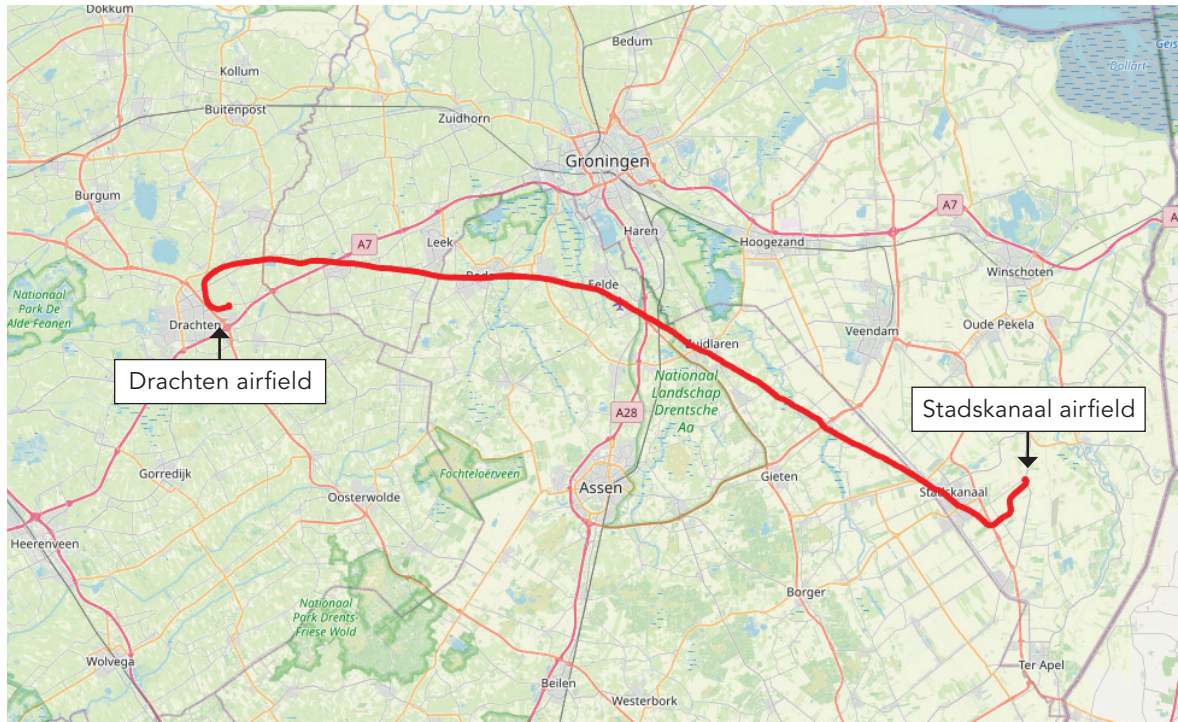 Dokkum
Bedum
Kollum
Dollart
Buitenpost
Zuidhorn
Groningen
Burgum
A7
Haren
A7
Leek
Hoogezand
Winschoten
Nationaal
Park De
Alde Feanen
Drachten
Veendam
Oude Pekela
Zuidlaren
Drachten airfield
Nationaal
Landschap
Drentsche
Aa
Stadskanaal airfield
A28
Gorredijk
Fochteloërveen
Gieten
Assen
Oosterwolde
Stadskanaal
Heerenveen
Borger
Nationaal
Park Drents-
Friese Wold
Wolvega
Ter Apel
Beilen
Westerbork